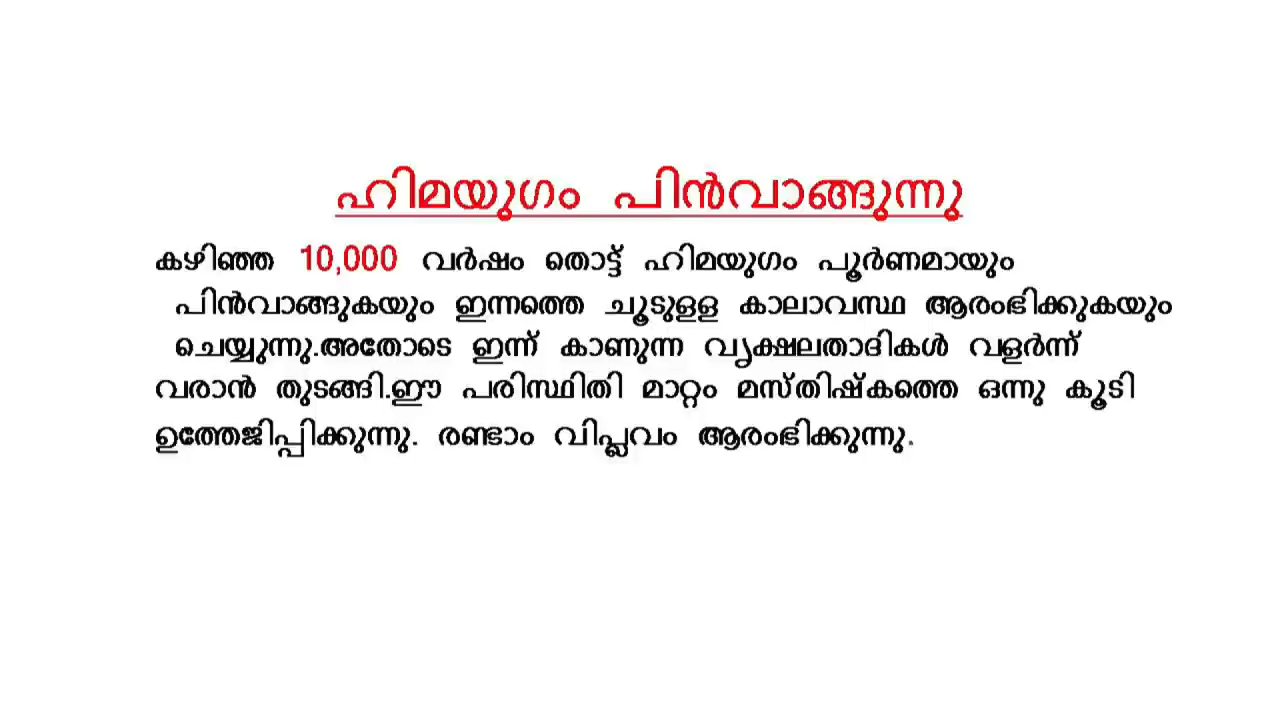 ഹിമയുഗം പിൻവാങ്ങുന്നു
കഴിഞ്ഞ 10,000 വർഷം തൊട്ട് ഹിമയുഗം പൂർണമായും
പിൻവാങ്ങുകയും ഇന്നത്തെ ചൂടുളള കാലാവസ്ഥ ആരംഭിക്കുകയും
ചെയ്യുന്നു.അതോടെ ഇന്ന് കാണുന്ന വൃക്ഷലതാദികൾ വളർന്ന്
വരാൻ തുടങ്ങി.ഈ പരിസ്ഥിതി മാറ്റം മസ്തിഷ്കത്തെ ഒന്നു കൂടി
ഉത്തേജിപ്പിക്കുന്നു. രണ്ടാം വിപ്ലവം ആരംഭിക്കുന്നു.